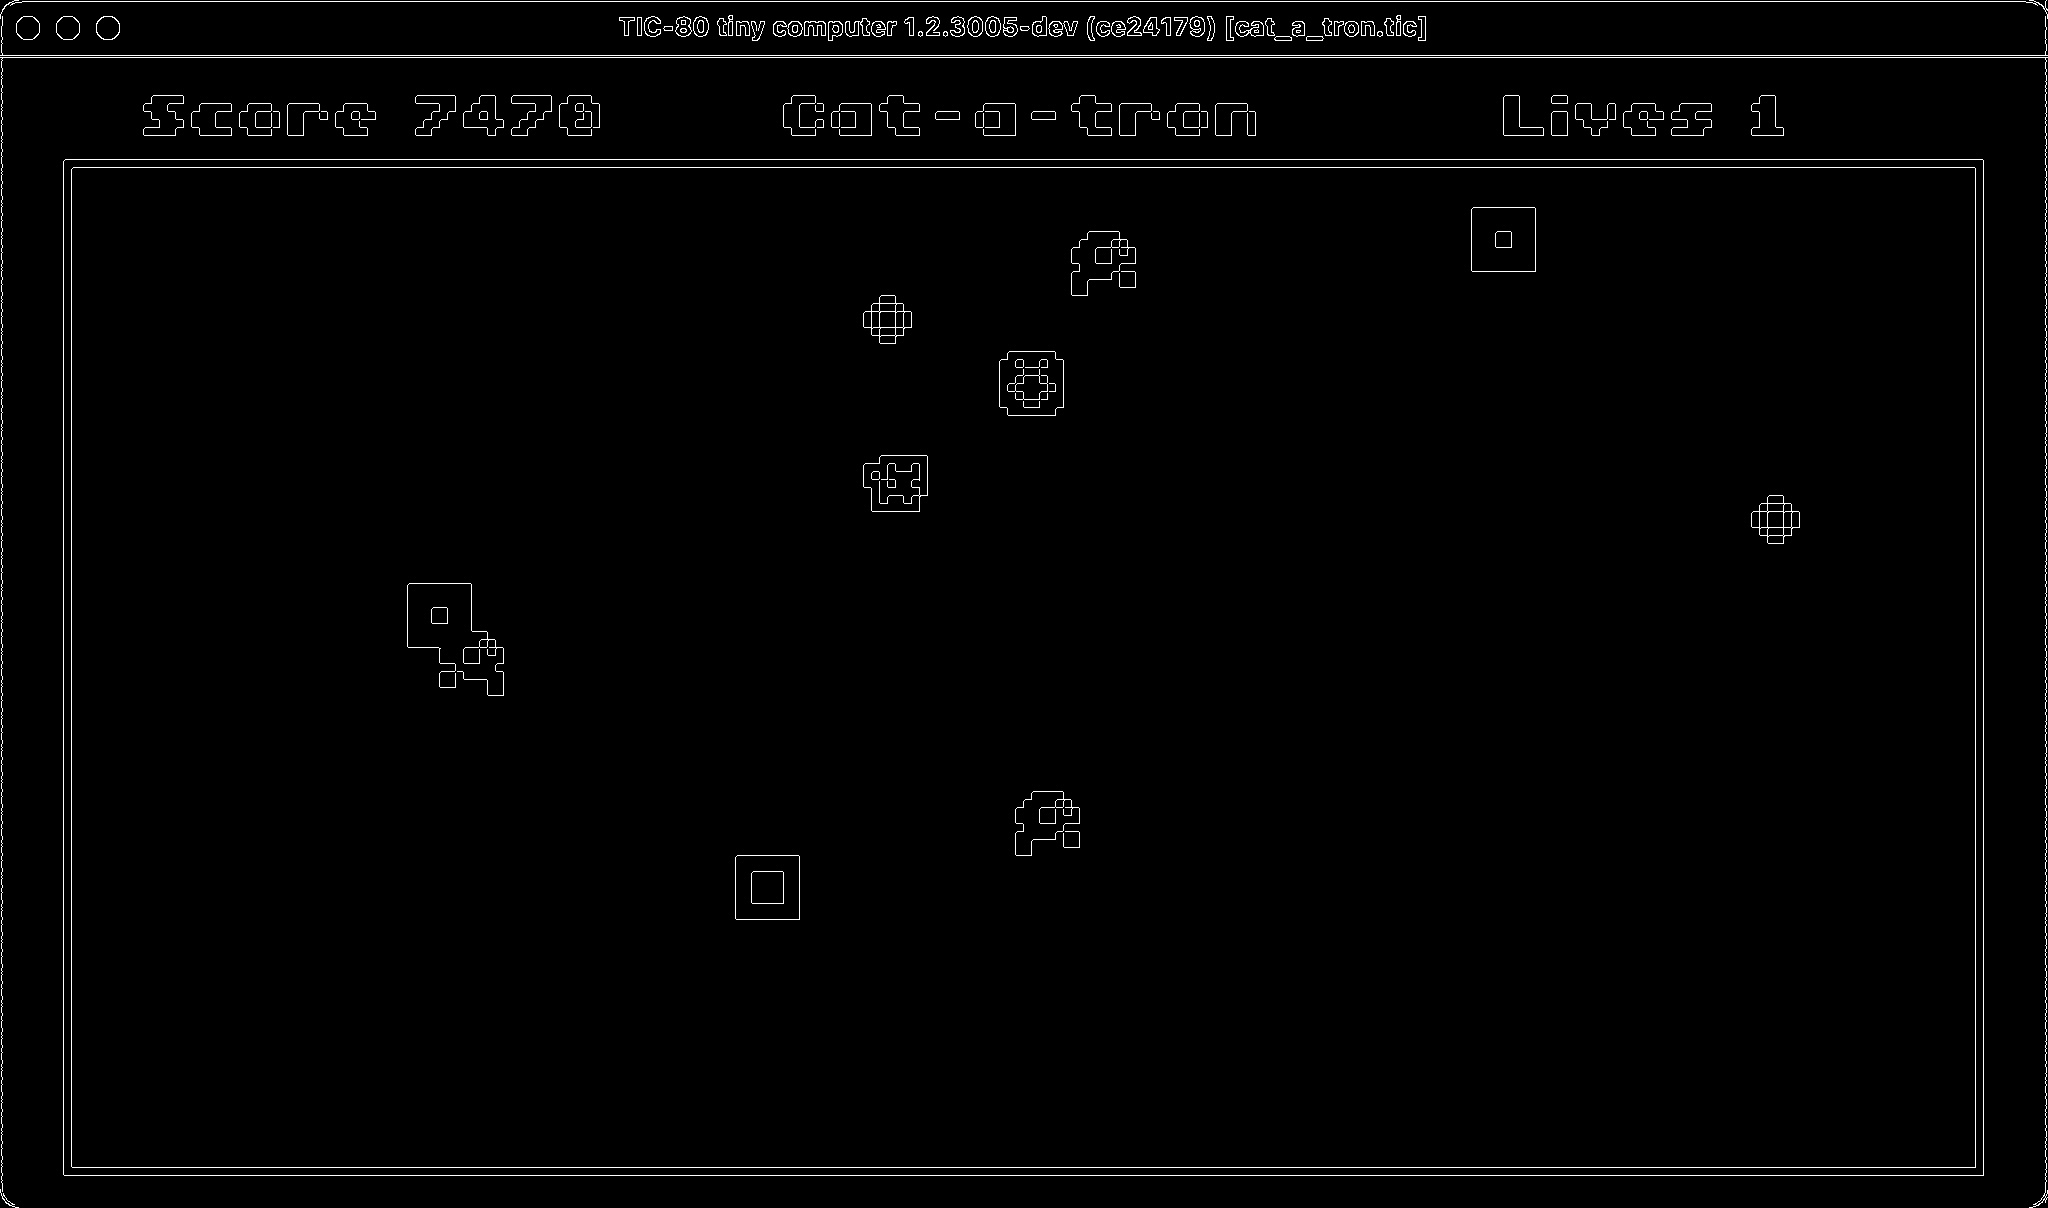 TIC-80 tiny computer 1.2.3005-dev (ce24179) [cat_a_tron.tic]
Score 7470 Cat-a-tron Lives 1